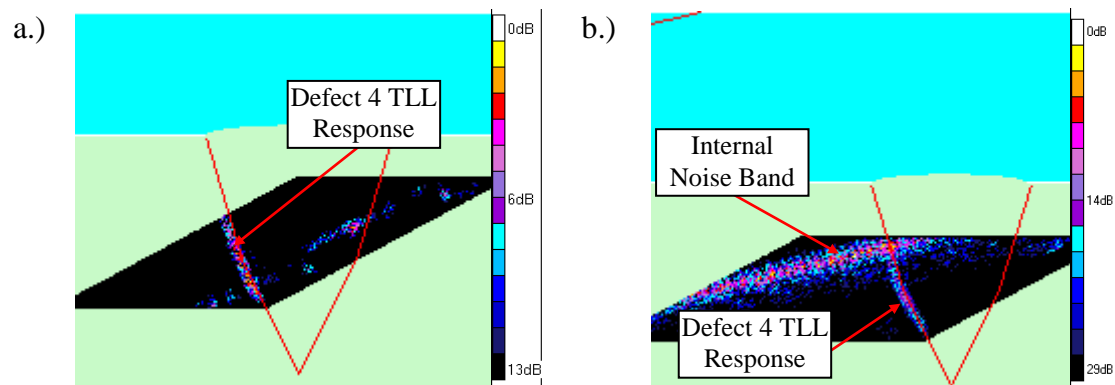 a.)
Defect 4 TLL
Response
0dB
6dB
13dB
b.)
Internal
Noise Band
Defect 4 TLL
Response
0dB
14dB
29dB